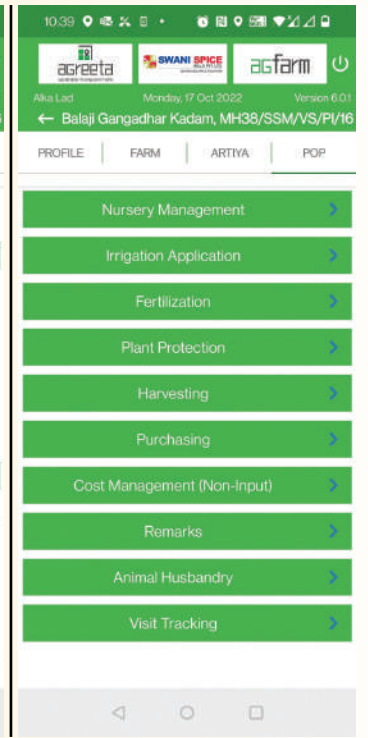 10.39
agreeta
SWANI SPICE
agfarm
Alka Lad Monday, 17 Oct 2022 Version 6.0.1
← Balaji Gangadhar Kadam, MH38/SSM/VS/PI/16
PROFILE FARM ARTIYA POP
Nursery Management
Irrigation Application
Fertilization
Plant Protection
Harvesting
Purchasing
Cost Management (Non-Input)
Remarks
Animal Husbandry
Visit Tracking